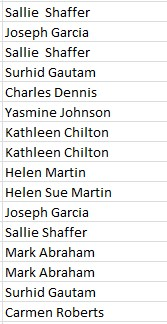 Sallie  Shaffer
Joseph Garcia
Sallie  Shaffer
Surhid Gautam
Charles Dennis
Yasmine Johnson
Kathleen Chilton
Kathleen Chilton
Helen Martin
Helen Sue Martin
Joseph Garcia
Sallie Shaffer
Mark Abraham
Mark Abraham
Surhid Gautam
Carmen Roberts